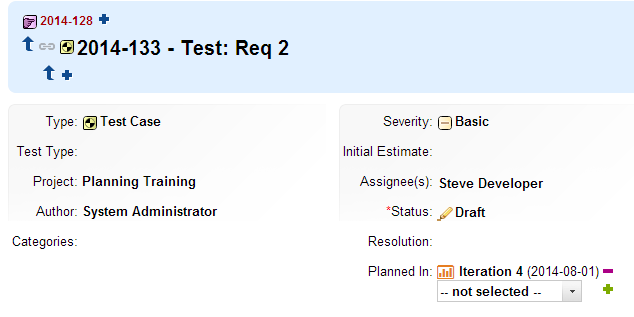 2014-128
2014-133 - Test: Req 2
Type: Test Case
Severity: Basic
Test Type:
Initial Estimate:
Project: Planning Training
Assignee(s): Steve Developer
Author: System Administrator
*Status: Draft
Categories:
Resolution:
Planned In: Iteration 4 (2014-08-01)
-- not selected --